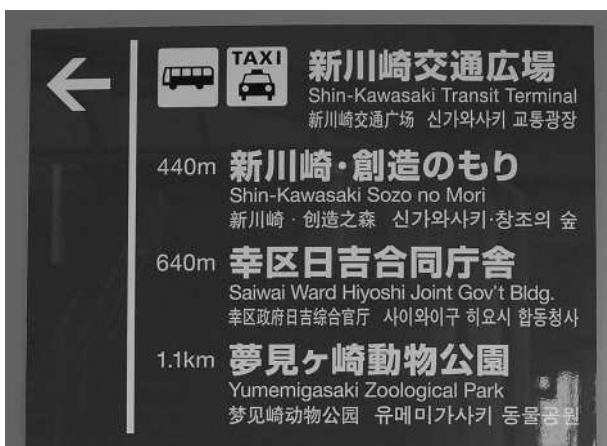 TAXI
新川崎交通広場
Shin-Kawasaki Transit Terminal
新川崎交通广场 신가와사키 교통광장
440m 新川崎・創造のもり
Shin-Kawasaki Sozo no Mori
新川崎・创造之森 신가와사키·창조의 숲
640m 幸区日吉合同庁舎
Saiwai Ward Hiyoshi Joint Gov't Bldg.
幸区政府日吉综合官厅 사이와이구 히요시 합동청사
1.1km 夢見ヶ崎動物公園
Yumemigasaki Zoological Park
梦见崎动物公园 유메미가사키 동물공원